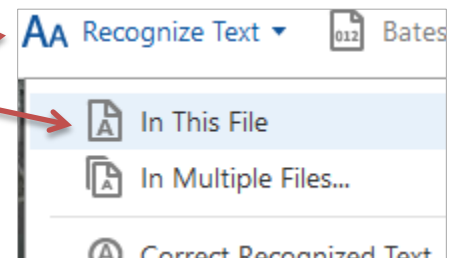 AA Recognize Text
012 Bates
A In This File
A In Multiple Files...
A Correct Recognized Text